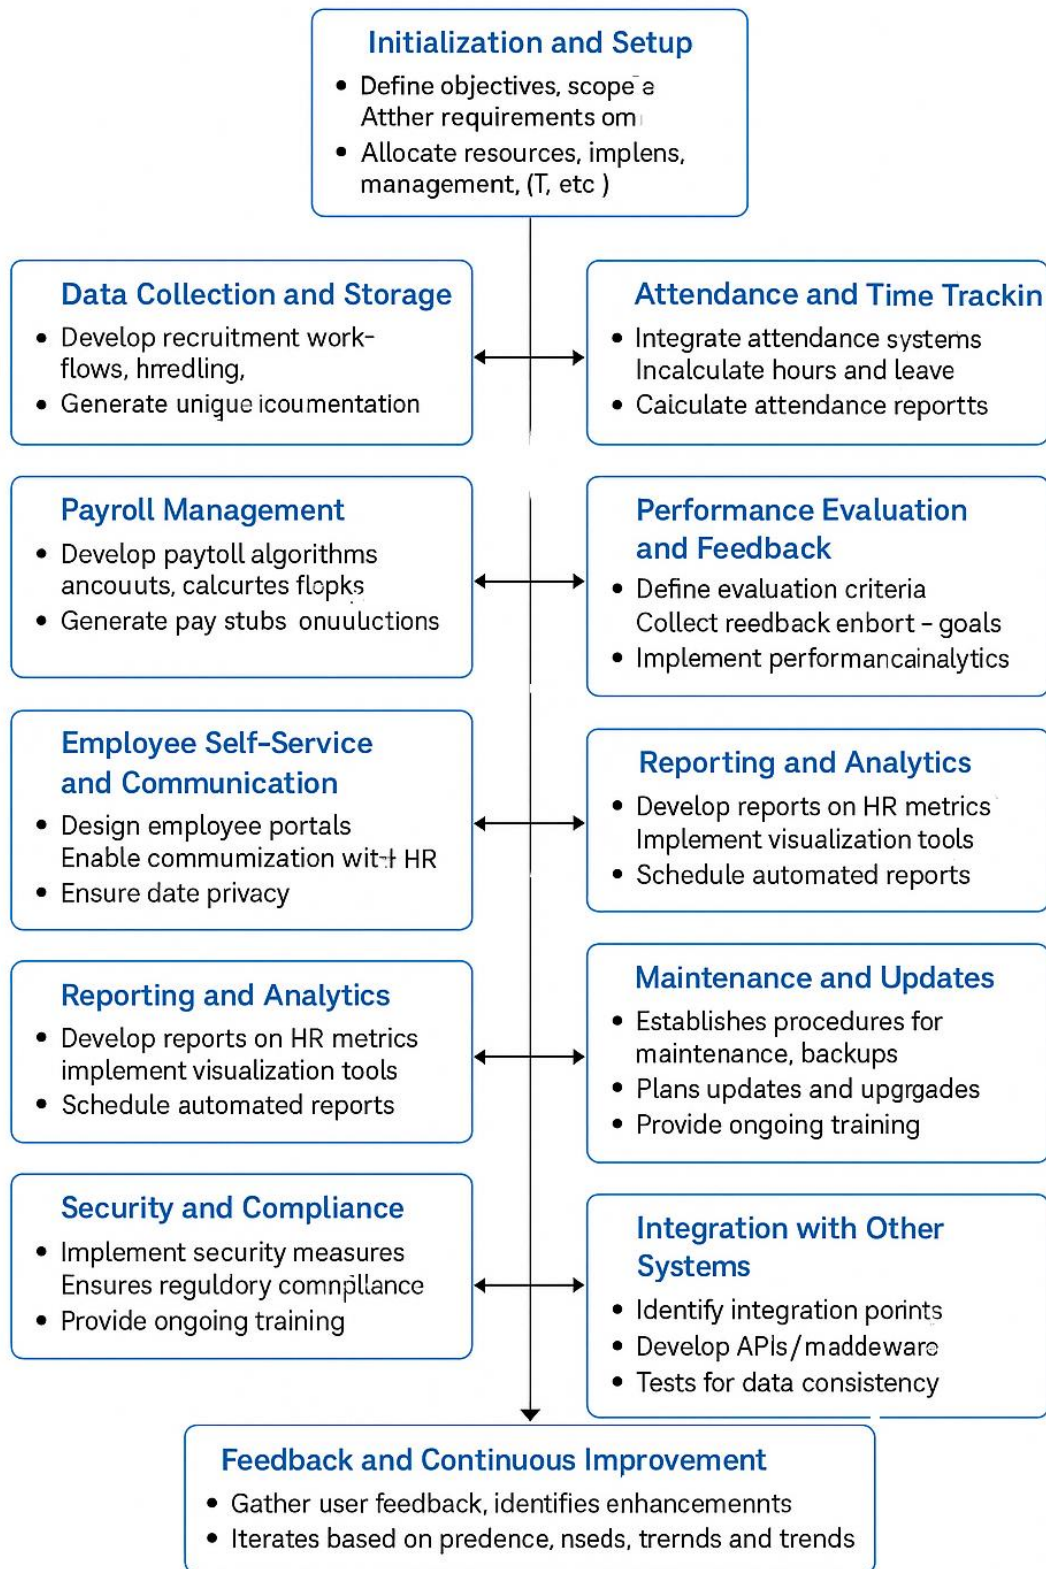 Initialization and Setup
• Define objectives, scope a
Atther requirements om
• Allocate resources, implens,
management, (T, etc )
Data Collection and Storage
• Develop recruitment work-
flows, hrredling,
• Generate unique icoumentation
Attendance and Time Trackin
• Integrate attendance systems
Incalculate hours and leave
• Caiculate attendance reportts
Payroll Management
• Develop paytoll algorithms
ancouuts, calcurtes flopks
• Generate pay stubs onuuluctions
Performance Evaluation
and Feedback
• Define evaluation criteria
Collect reedback enbort – goals
• Implement performancainalytics
Employee Self-Service
and Communication
• Design employee portals
Enable commumization with HR
• Ensure date privacy
Reporting and Analytics
• Develop reports on HR metrics
Implement visualization tools
• Schedule automated reports
Reporting and Analytics
• Develop reports on HR metrics
implement visualization tools
• Schedule automated reports
Maintenance and Updates
• Establishes procedures for
maintenance, backups
• Plans updates and upgrgades
• Provide ongoing training
Security and Compliance
• Implement security measures
Ensures reguldory comnpllance
• Provide ongoing training
Integration with Other
Systems
• Identify integration porints
• Develop APIs/maddeware
• Tests for data consistency
Feedback and Continuous Improvement
• Gather user feedback, identifies enhancemennts
• Iterates based on predence, nseds, trernds and trends